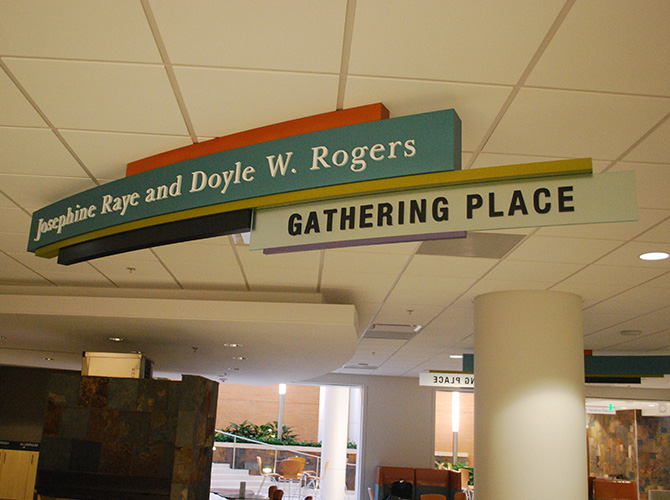 Josephine Raye and Doyle W. Rogers
GATHERING PLACE